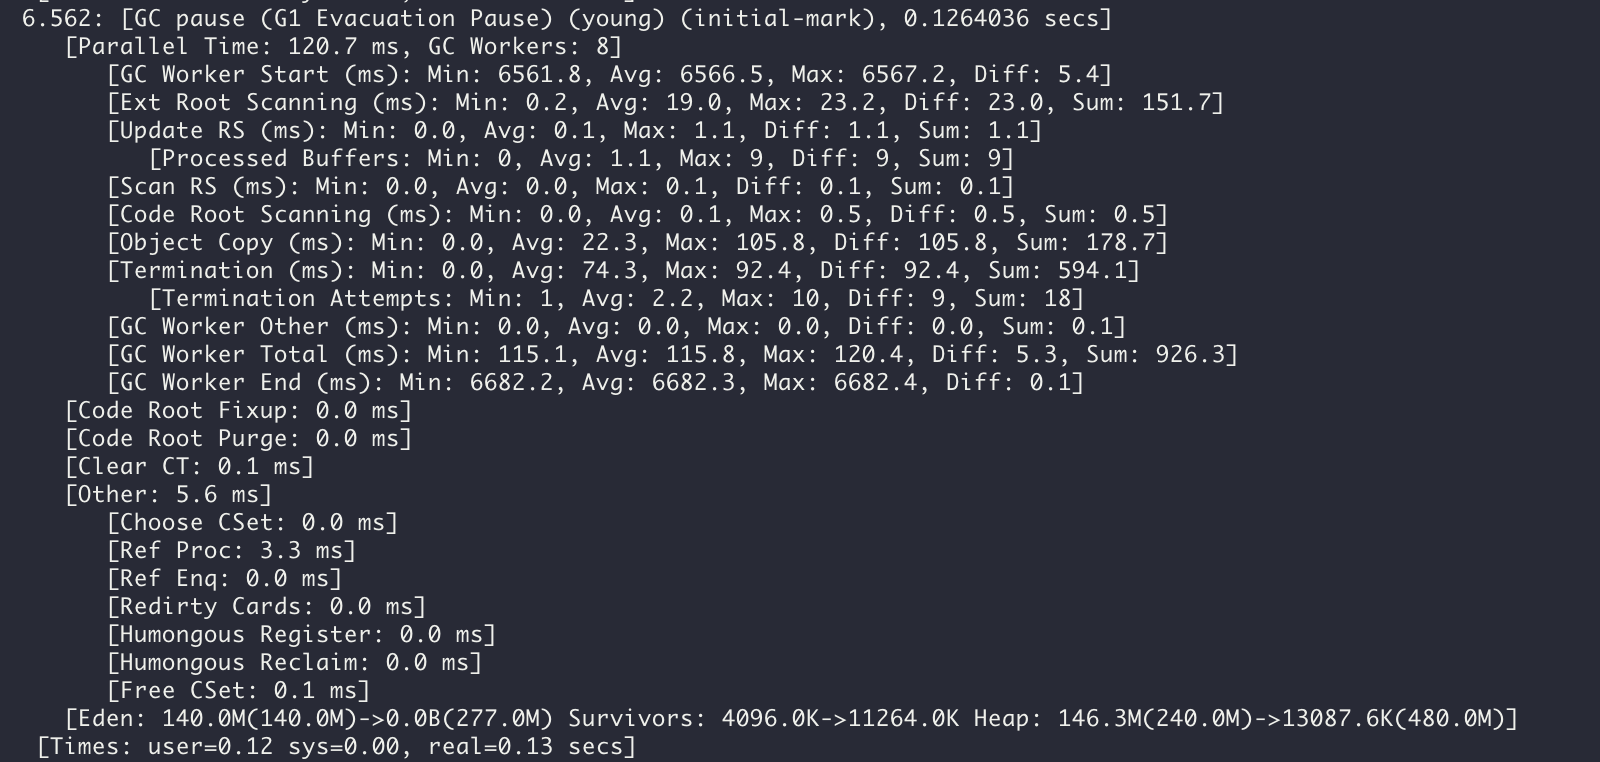 6.562: [GC pause (G1 Evacuation Pause) (young) (initial-mark), 0.1264036 secs]
[Parallel Time: 120.7 ms, GC Workers: 8]
[GC Worker Start (ms): Min: 6561.8, Avg: 6566.5, Max: 6567.2, Diff: 5.4]
[Ext Root Scanning (ms): Min: 0.2, Avg: 19.0, Max: 23.2, Diff: 23.0, Sum: 151.7]
[Update RS (ms): Min: 0.0, Avg: 0.1, Max: 1.1, Diff: 1.1, Sum: 1.1]
[Processed Buffers: Min: 0, Avg: 1.1, Max: 9, Diff: 9, Sum: 9]
[Scan RS (ms): Min: 0.0, Avg: 0.0, Max: 0.1, Diff: 0.1, Sum: 0.1]
[Code Root Scanning (ms): Min: 0.0, Avg: 0.1, Max: 0.5, Diff: 0.5, Sum: 0.5]
[Object Copy (ms): Min: 0.0, Avg: 22.3, Max: 105.8, Diff: 105.8, Sum: 178.7]
[Termination (ms): Min: 0.0, Avg: 74.3, Max: 92.4, Diff: 92.4, Sum: 594.1]
[Termination Attempts: Min: 1, Avg: 2.2, Max: 10, Diff: 9, Sum: 18]
[GC Worker Other (ms): Min: 0.0, Avg: 0.0, Max: 0.0, Diff: 0.0, Sum: 0.1]
[GC Worker Total (ms): Min: 115.1, Avg: 115.8, Max: 120.4, Diff: 5.3, Sum: 926.3]
[GC Worker End (ms): Min: 6682.2, Avg: 6682.3, Max: 6682.4, Diff: 0.1]
[Code Root Fixup: 0.0 ms]
[Code Root Purge: 0.0 ms]
[Clear CT: 0.1 ms]
[Other: 5.6 ms]
[Choose CSet: 0.0 ms]
[Ref Proc: 3.3 ms]
[Ref Enq: 0.0 ms]
[Redirty Cards: 0.0 ms]
[Humongous Register: 0.0 ms]
[Humongous Reclaim: 0.0 ms]
[Free CSet: 0.1 ms]
[Eden: 140.0M(140.0M)->0.0B(277.0M) Survivors: 4096.0K->11264.0K Heap: 146.3M(240.0M)->13087.6K(480.0M)]
[Times: user=0.12 sys=0.00, real=0.13 secs]